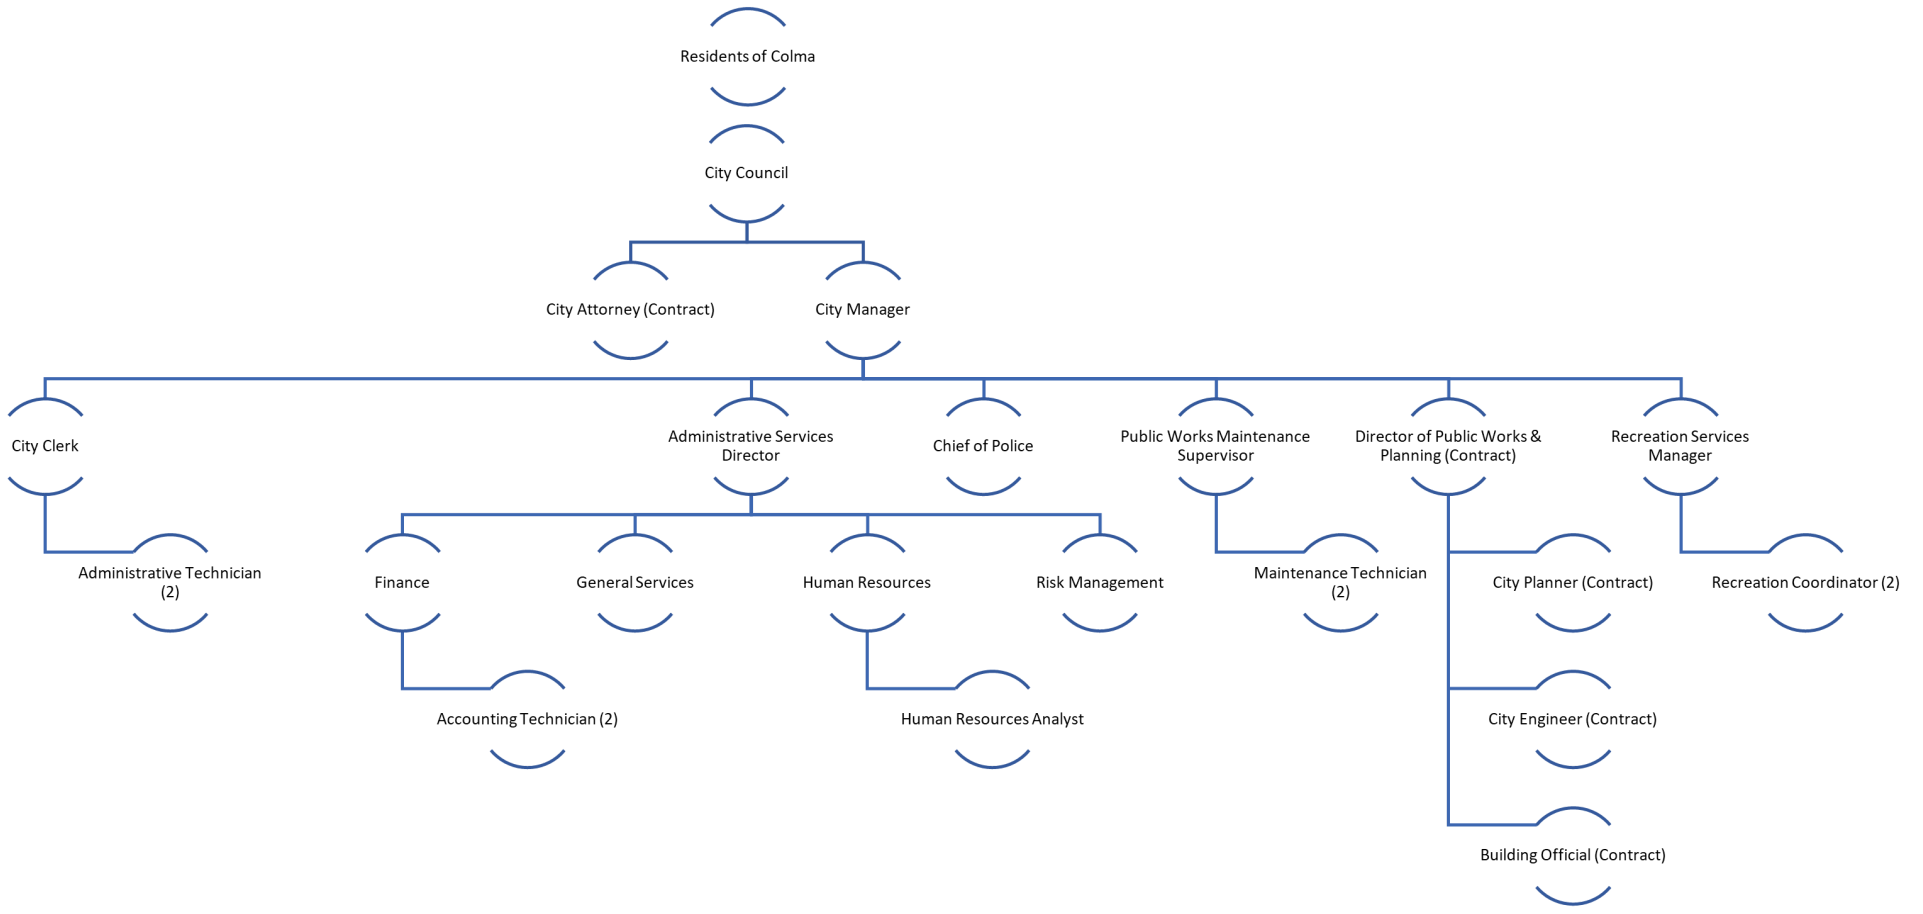 Residents of Colma
City Council
City Attorney (Contract)
City Manager
City Clerk
Administrative Services
Director
Chief of Police
Public Works Maintenance
Supervisor
Director of Public Works &
Planning (Contract)
Recreation Services
Manager
Administrative Technician
(2)
Finance
General Services
Human Resources
Risk Management
Maintenance Technician
(2)
City Planner (Contract)
Recreation Coordinator (2)
Accounting Technician (2)
Human Resources Analyst
City Engineer (Contract)
Building Official (Contract)